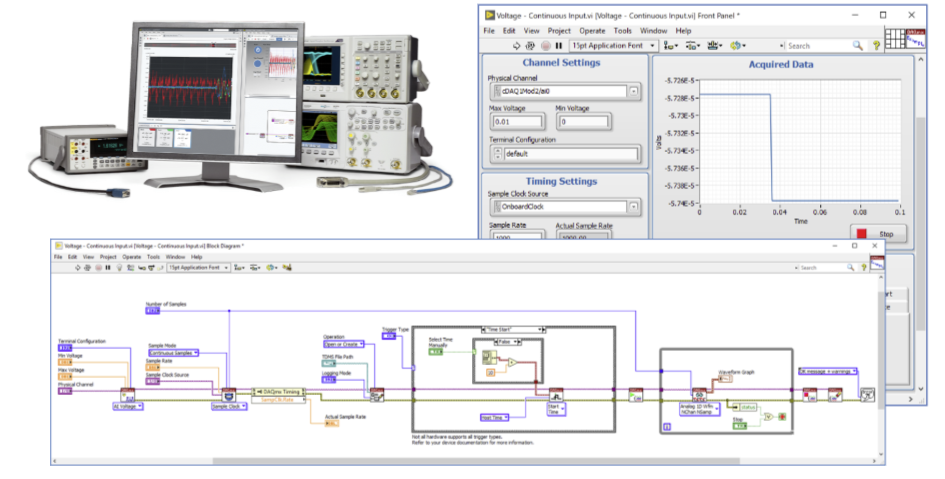 Voltage - Continuous Input.vi [Voltage - Continuous Input.vi] Front Panel *
File Edit View Project Operate Tools Window Help
15pt Application Font
Search
Channel Settings
Physical Channel
cDAQ1Mod2/ai0
Max Voltage Min Voltage
0.01 0
Terminal Configuration
default
Timing Settings
Sample Clock Source
OnboardClock
Sample Rate Actual Sample Rate
Acquired Data
Volts
-5.726E-5
-5.728E-5
-5.73E-5
-5.732E-5
-5.734E-5
-5.736E-5
-5.738E-5
-5.74E-5
0 0.02 0.04 0.06 0.08 0.1
Time
Stop
Voltage - Continuous Input.vi [Voltage - Continuous Input.vi] Block Diagram *
File Edit View Project Operate Tools Window Help
15pt Application Font
Search
Number of Samples
Terminal Configuration
Min Voltage
Max Voltage
Physical Channel
AI Voltage
Sample Mode
Continuous Samples
Sample Rate
Sample Clock Source
Sample Clock
DAQmx Timing
SampClk.Rate
Actual Sample Rate
Operation
Open or Create
TDMS File Path
Logging Mode
Trigger Type
"Time Start"
Select Time
Manually
False
Host Time
Start
Time
Not all hardware supports all trigger types.
Refer to your device documentation for more information.
Waveform Graph
Analog 1D Wfm
NChan NSamp
status
Stop
i
OK message + warnings